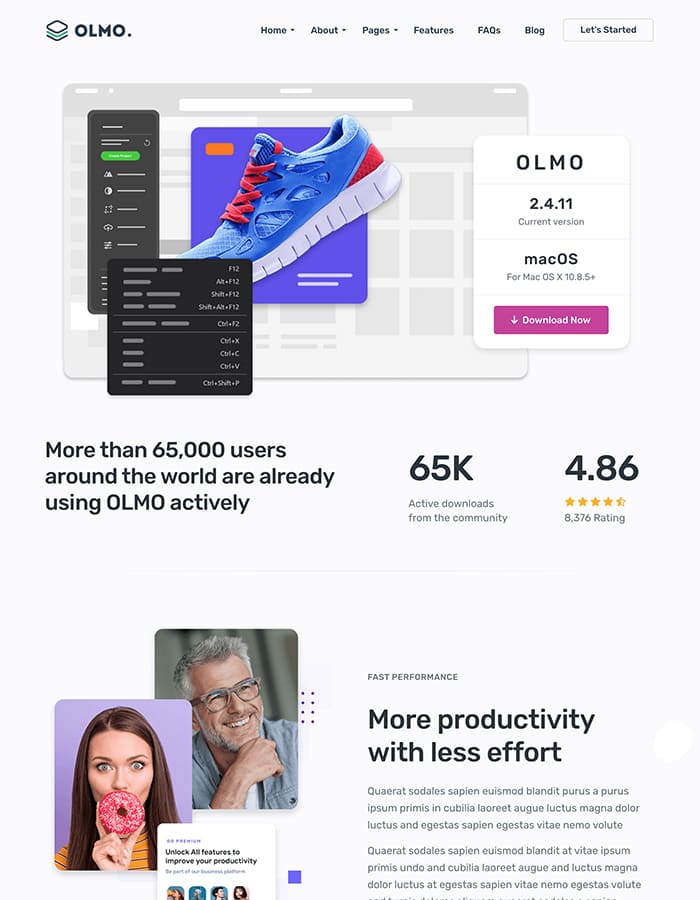 OLMO.
Home
About
Pages
Features
FAQs
Blog
Let's Started
Create Project
F12
Alt+F12
Shift+F12
Shift+Alt+F12
Ctrl+F2
Ctrl+X
Ctrl+C
Ctrl+V
Ctrl+Shift+P
OLMO
2.4.11
Current version
macOS
For Mac OS X 10.8.5+
Download Now
More than 65,000 users
around the world are already
using OLMO actively
65K
Active downloads
from the community
4.86
8,376 Rating
GO PREMIUM
Unlock All features to
improve your productivity
Be part of our business platform
FAST PERFORMANCE
More productivity
with less effort
Quaerat sodales sapien euismod blandit purus a purus
ipsum primis in cubilia laoreet augue luctus magna dolor
luctus and egestas sapien egestas vitae nemo volute
Quaerat sodales sapien euismod blandit at vitae ipsum
primis undo and cubilia laoreet augue and luctus magna
dolor luctus at egestas sapien vitae nemo egestas volute